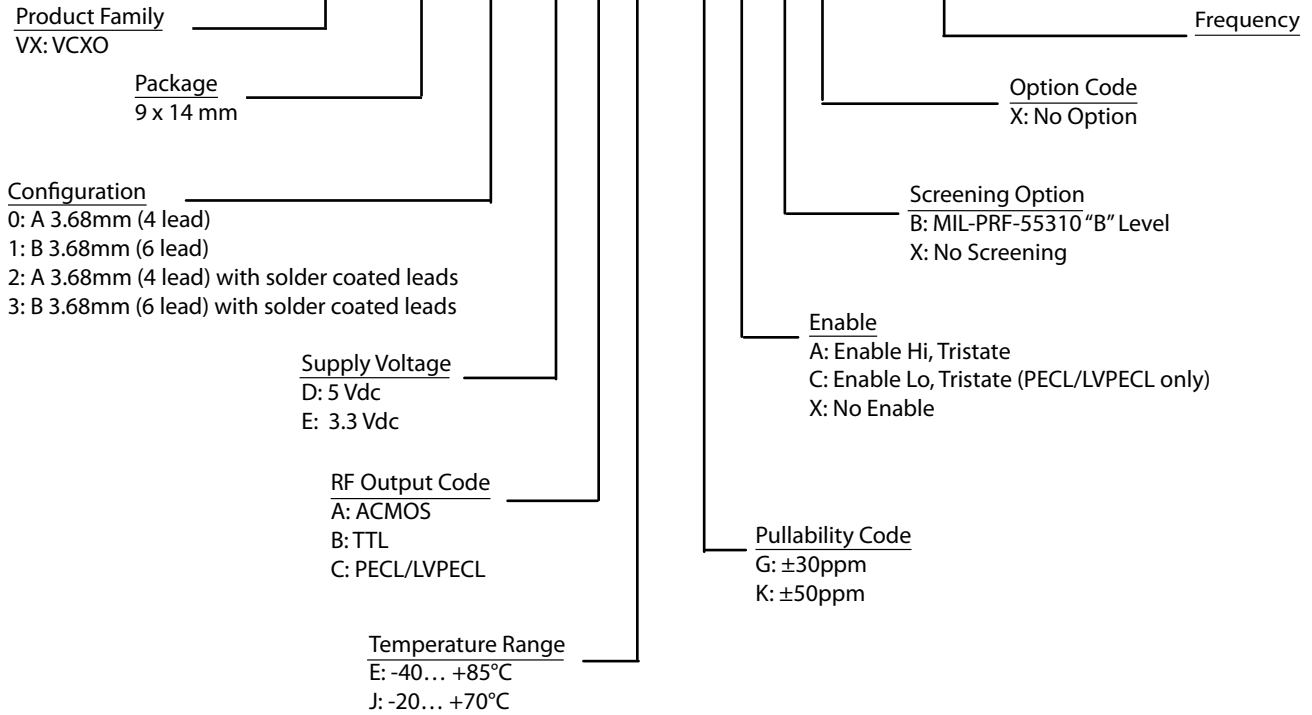 Product Family
VX: VCXO
Package
9 x 14 mm
Configuration
0: A 3.68mm (4 lead)
1: B 3.68mm (6 lead)
2: A 3.68mm (4 lead) with solder coated leads
3: B 3.68mm (6 lead) with solder coated leads
Supply Voltage
D: 5 Vdc
E: 3.3 Vdc
RF Output Code
A: ACMOS
B: TTL
C: PECL/LVPECL
Temperature Range
E: -40… +85°C
J: -20… +70°C
Frequency
Option Code
X: No Option
Screening Option
B: MIL-PRF-55310 “B” Level
X: No Screening
Enable
A: Enable Hi, Tristate
C: Enable Lo, Tristate (PECL/LVPECL only)
X: No Enable
Pullability Code
G: ±30ppm
K: ±50ppm